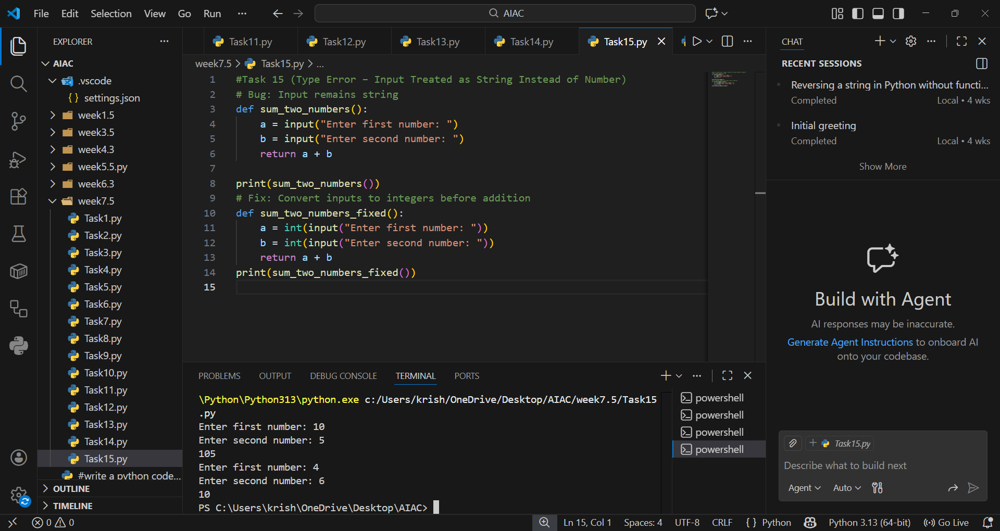 File Edit Selection View Go Run ··· AIAC
EXPLORER ···
AIAC
.vscode
{ } settings.json
week1.5
week3.5
week4.3
week5.5.py
week6.3
week7.5
Task1.py
Task2.py
Task3.py
Task4.py
Task5.py
Task6.py
Task7.py
Task8.py
Task9.py
Task10.py
Task11.py
Task12.py
Task13.py
Task14.py
Task15.py
#write a python code...
OUTLINE
TIMELINE
Task11.py Task12.py Task13.py Task14.py Task15.py
week7.5 > Task15.py > ...
1 #Task 15 (Type Error – Input Treated as String Instead of Number)
2 # Bug: Input remains string
3 def sum_two_numbers():
4     a = input("Enter first number: ")
5     b = input("Enter second number: ")
6     return a + b
7
8 print(sum_two_numbers())
9 # Fix: Convert inputs to integers before addition
10 def sum_two_numbers_fixed():
11     a = int(input("Enter first number: "))
12     b = int(input("Enter second number: "))
13     return a + b
14 print(sum_two_numbers_fixed())
15
PROBLEMS OUTPUT DEBUG CONSOLE TERMINAL PORTS
\Python\Python313\python.exe c:/Users/krish/OneDrive/Desktop/AIAC/week7.5/Task15
.py
Enter first number: 10
Enter second number: 5
105
Enter first number: 4
Enter second number: 6
10
PS C:\Users\krish\OneDrive\Desktop\AIAC>
powershell
powershell
powershell
powershell
CHAT
RECENT SESSIONS
Reversing a string in Python without functi...
Completed Local • 4 wks
Initial greeting
Completed Local • 4 wks
Show More
Build with Agent
AI responses may be inaccurate.
Generate Agent Instructions to onboard AI
onto your codebase.
Task15.py
Describe what to build next
Agent Auto
0 0 Ln 15, Col 1 Spaces: 4 UTF-8 CRLF { } Python Python 3.13 (64-bit) Go Live